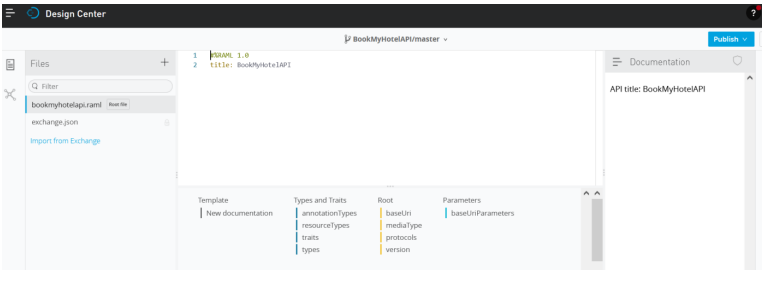 Design Center
?
BookMyHotelAPI/master
Publish
Files
+
Filter
bookmyhotelapi.raml Root file
exchange.json
Import from Exchange
1 #%RAML 1.0
2 title: BookMyHotelAPI
Template
New documentation
Types and Traits
annotationTypes
resourceTypes
traits
types
Root
baseUri
mediaType
protocols
version
Parameters
baseUriParameters
Documentation
API title: BookMyHotelAPI